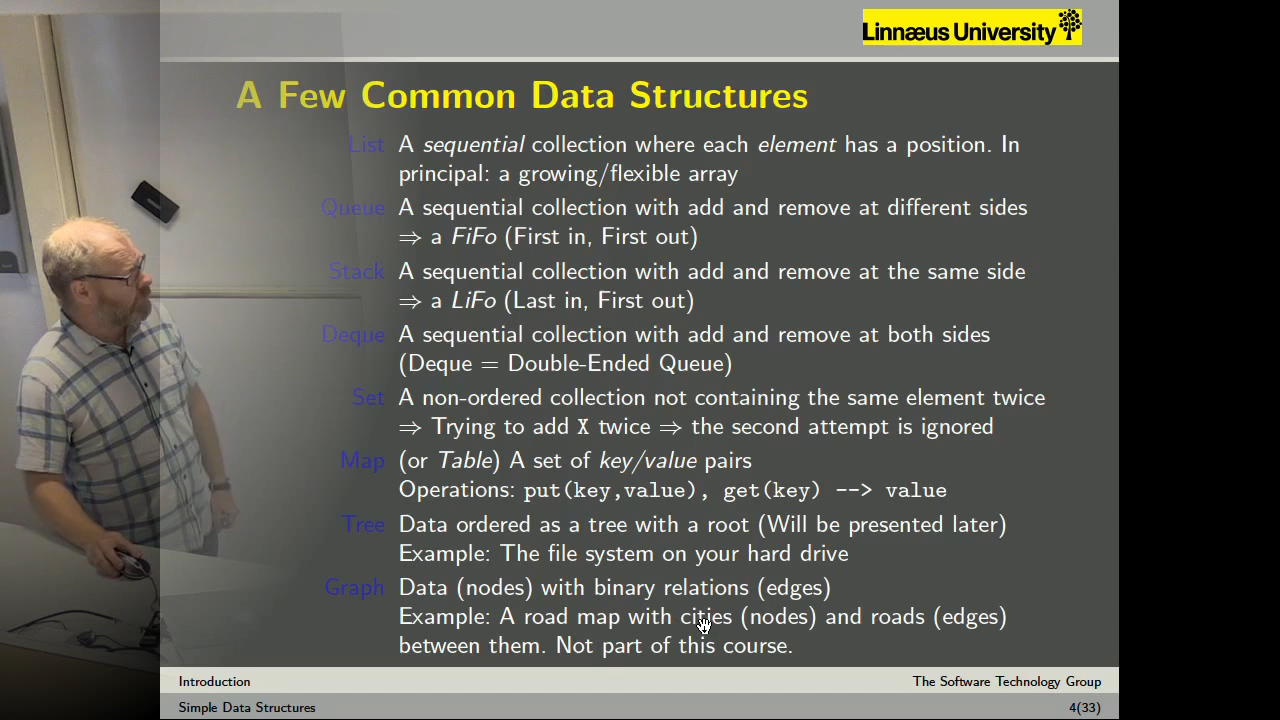 Linnæus University
A Few Common Data Structures
List A sequential collection where each element has a position. In
principal: a growing/flexible array
Queue A sequential collection with add and remove at different sides
⇒ a FiFo (First in, First out)
Stack A sequential collection with add and remove at the same side
⇒ a LiFo (Last in, First out)
Deque A sequential collection with add and remove at both sides
(Deque = Double-Ended Queue)
Set A non-ordered collection not containing the same element twice
⇒ Trying to add X twice ⇒ the second attempt is ignored
Map (or Table) A set of key/value pairs
Operations: put(key,value), get(key) --> value
Tree Data ordered as a tree with a root (Will be presented later)
Example: The file system on your hard drive
Graph Data (nodes) with binary relations (edges)
Example: A road map with cities (nodes) and roads (edges)
between them. Not part of this course.
Introduction The Software Technology Group
Simple Data Structures 4(33)